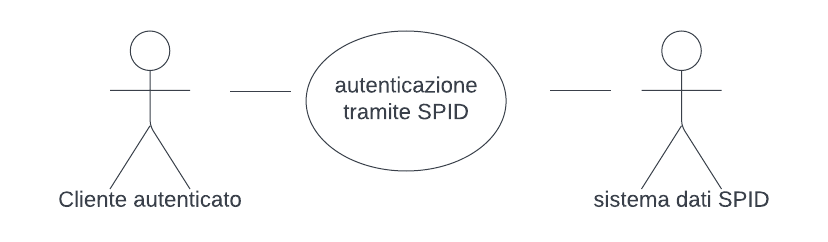 autenticazione
tramite SPID
Cliente autenticato
sistema dati SPID